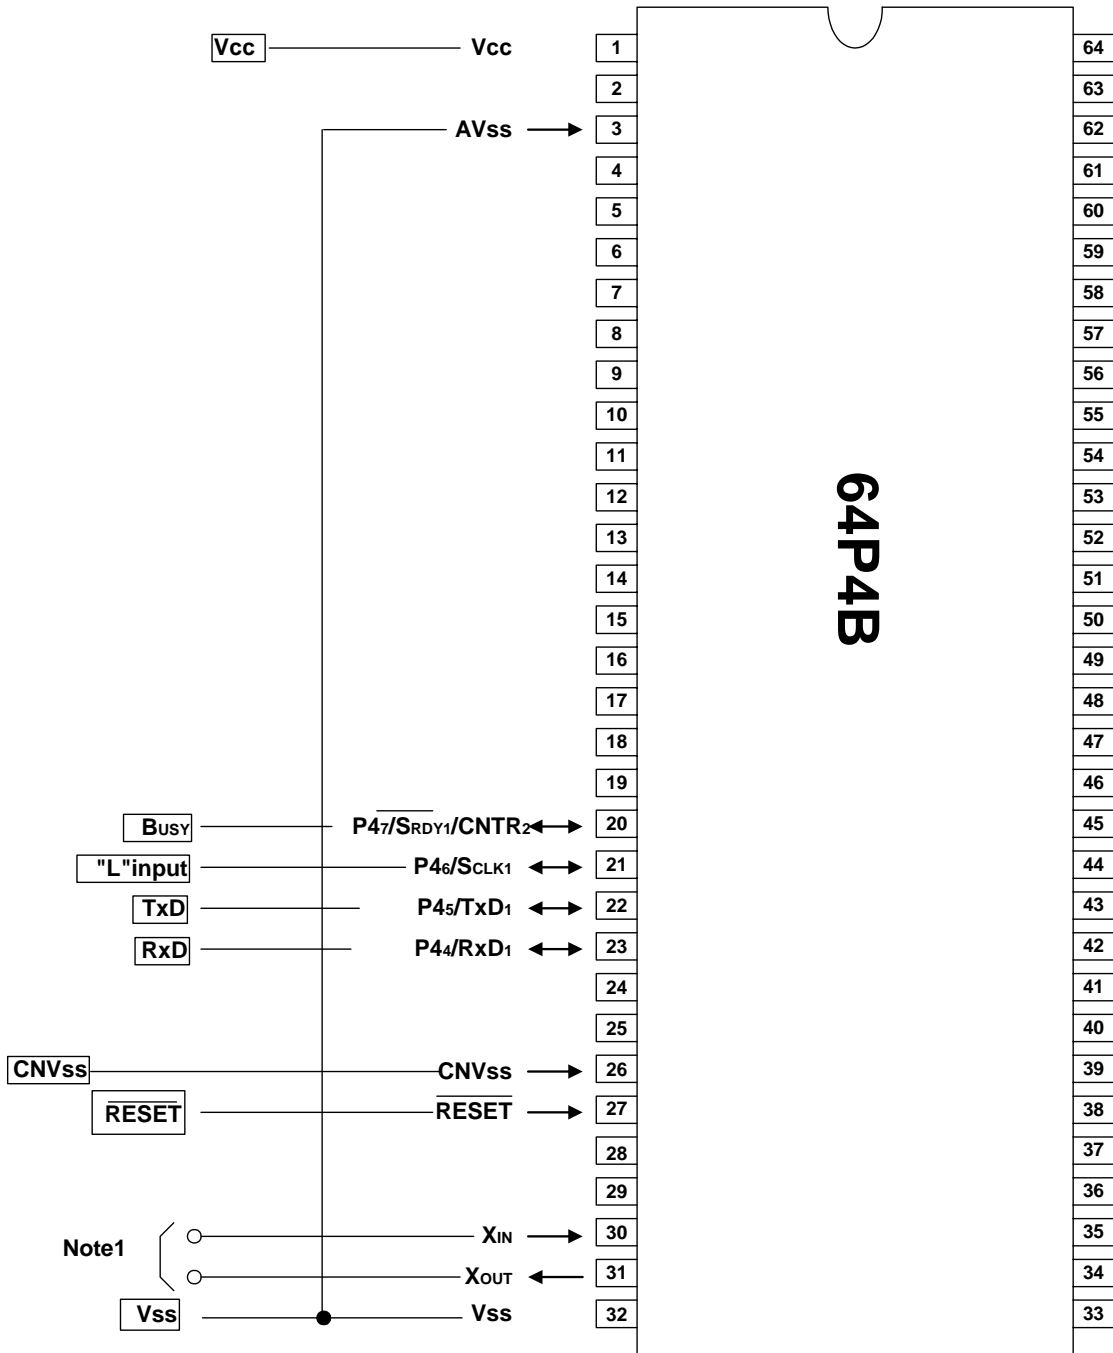 Vcc Vcc 1 64
2 63
AVss 3 62
4 61
5 60
6 59
7 58
8 57
9 56
10 55
11 54
12 53
13 52
14 51
15 50
16 49
17 48
18 47
19 46
BUSY P47/SRDY1/CNTR2 20 45
"L"input P46/SCLK1 21 44
TxD P45/TxD1 22 43
RxD P44/RxD1 23 42
24 41
25 40
CNVss CNVss 26 39
RESET RESET 27 38
28 37
29 36
Note1 XIN 30 35
XOUT 31 34
Vss Vss 32 33
64P4B